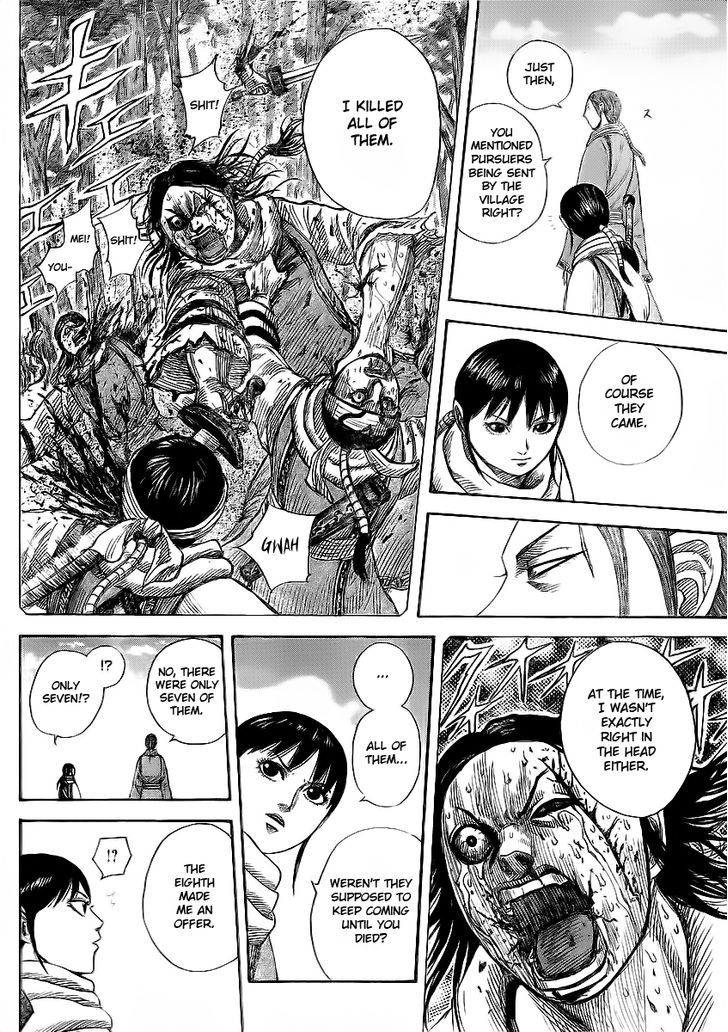 JUST
THEN,
YOU
MENTIONED
PURSUERS
BEING SENT
BY THE
VILLAGE
RIGHT?
OF
COURSE
THEY
CAME.
I KILLED
ALL OF
THEM.
SHIT!
SHIT!
MEI!
YOU-
GWAH
AT THE TIME,
I WASN'T
EXACTLY
RIGHT IN
THE HEAD
EITHER.
...
ALL OF
THEM...
WEREN'T THEY
SUPPOSED TO
KEEP COMING
UNTIL YOU
DIED?
NO, THERE
WERE ONLY
SEVEN OF
THEM.
!?
ONLY
SEVEN!?
THE
EIGHTH
MADE
ME AN
OFFER.
!?